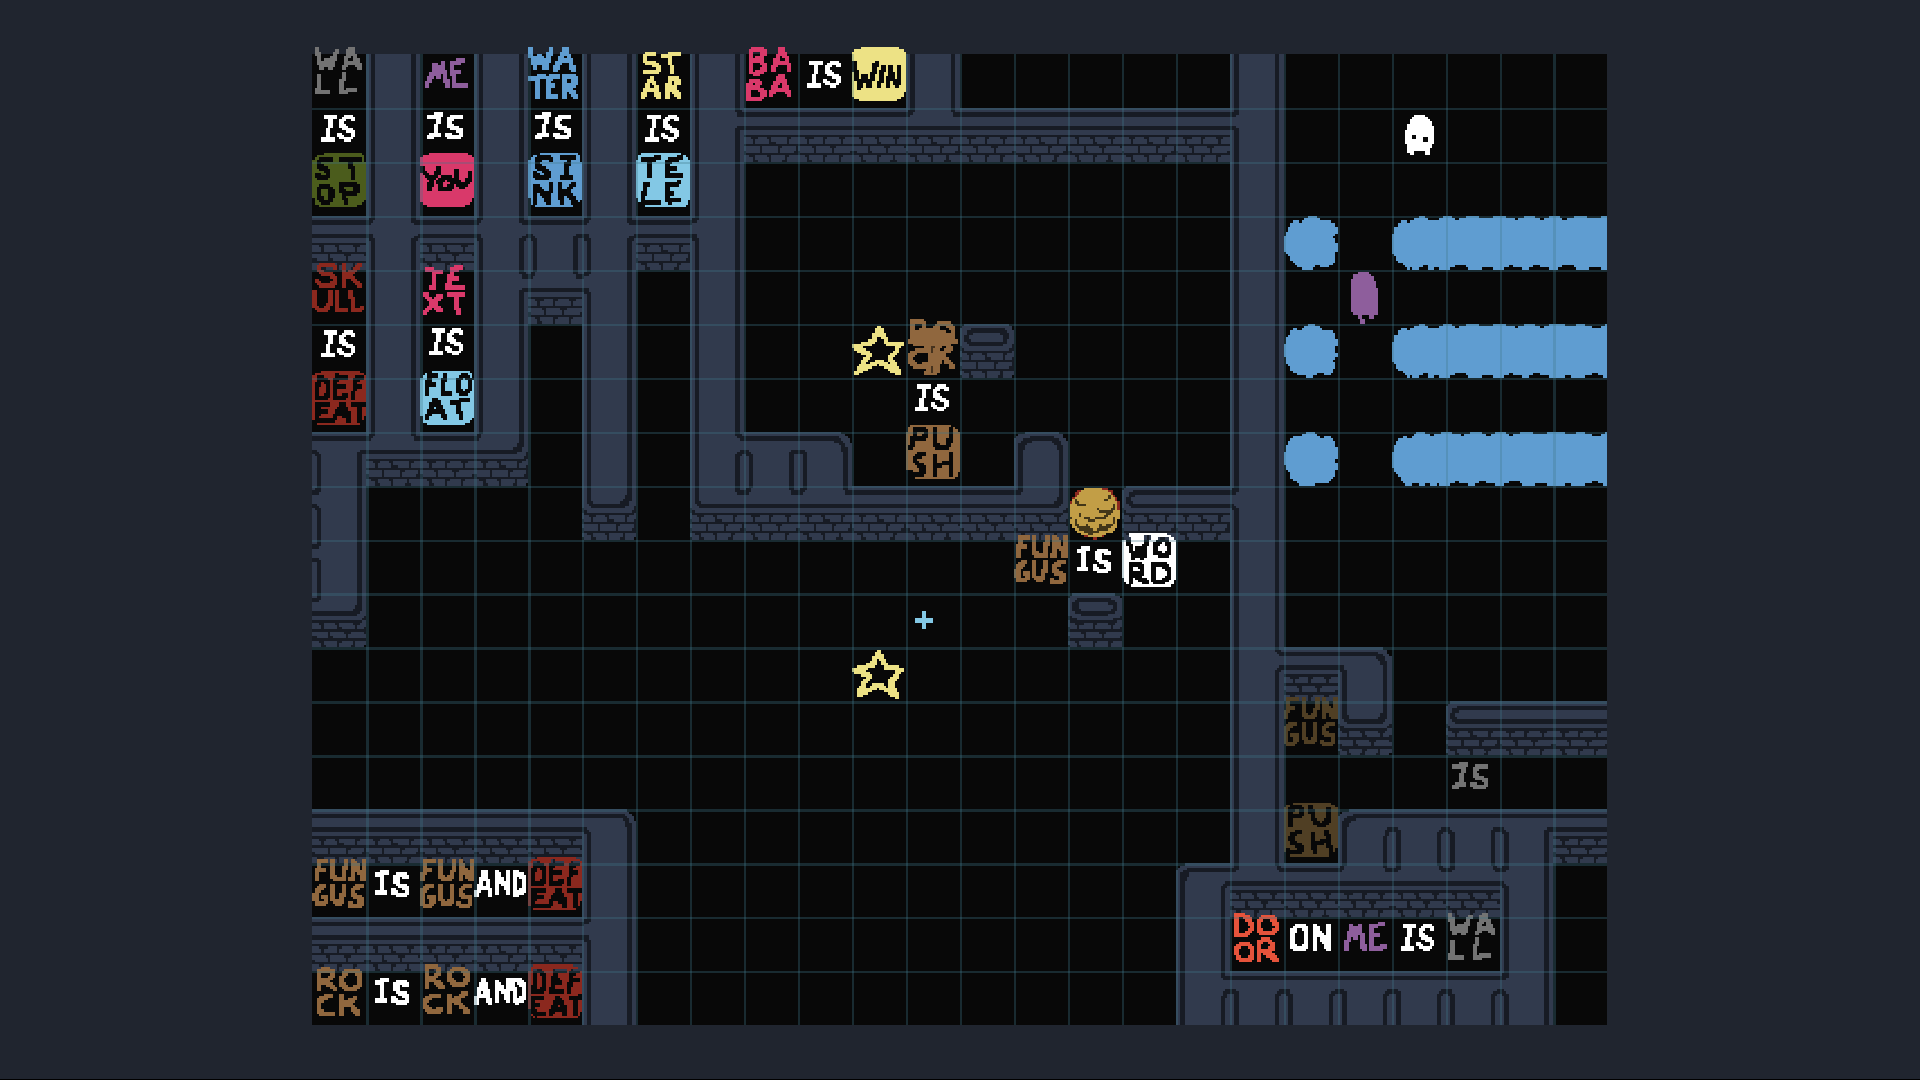 WALL IS STOP
ME IS YOU
WATER IS SINK
STAR IS TELE
BABA IS WIN
SKULL IS DEFEAT
TEXT IS FLOAT
IS PUSH
FUNGUS IS WORD
FUNGUS
IS
PUSH
FUNGUS IS FUNGUS AND DEFEAT
DOOR ON ME IS WALL
ROCK IS ROCK AND DEFEAT